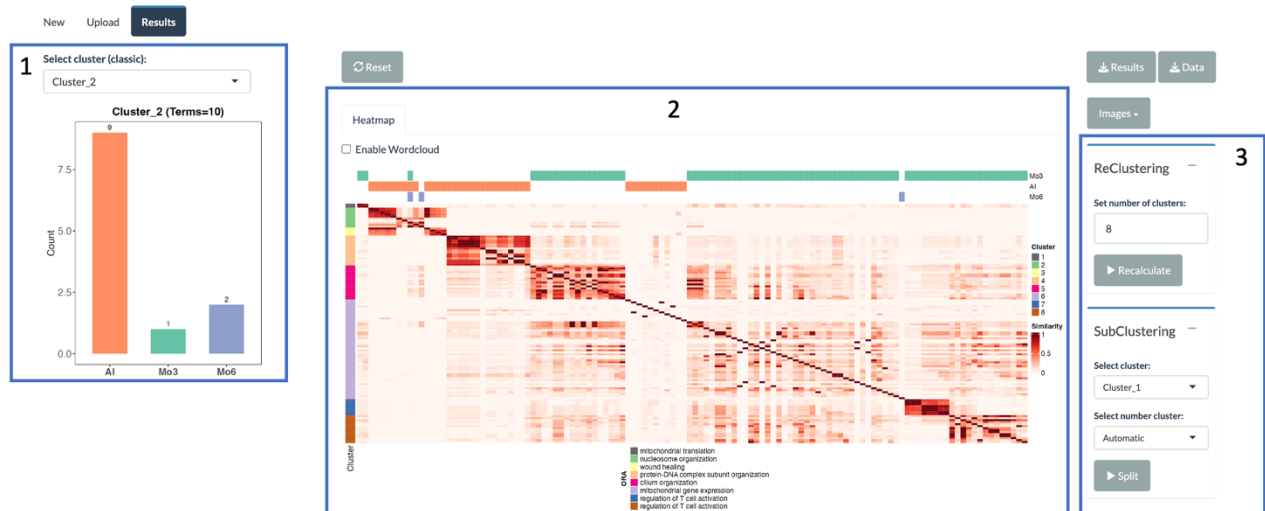 New Upload Results
1
Select cluster (classic):
Cluster_2
Cluster_2 (Terms=10)
Count
7.5
5.0
2.5
0.0
9
1
2
AI Mo3 Mo6
Reset
2
Heatmap
Enable Wordcloud
Mo3
AI
Mo6
Cluster
1
2
3
4
5
6
7
8
Similarity
1
0.5
0
Cluster
ORA
mitochondrial translation
nucleosome organization
wound healing
protein-DNA complex subunit organization
cilium organization
mitochondrial gene expression
regulation of T cell activation
regulation of T cell activation
Results Data
Images
3
ReClustering
Set number of clusters:
8
Recalculate
SubClustering
Select cluster:
Cluster_1
Select number cluster:
Automatic
Split